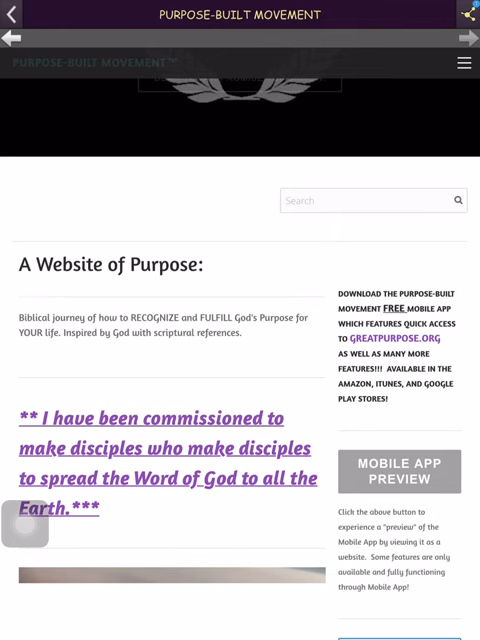 PURPOSE-BUILT MOVEMENT
PURPOSE-BUILT MOVEMENT™
Search
A Website of Purpose:
Biblical journey of how to RECOGNIZE and FULFILL God's Purpose for
YOUR life. Inspired by God with scriptural references.
** I have been commissioned to
make disciples who make disciples
to spread the Word of God to all the
Earth.***
DOWNLOAD THE PURPOSE-BUILT
MOVEMENT FREE MOBILE APP
WHICH FEATURES QUICK ACCESS
TO GREATPURPOSE.ORG
AS WELL AS MANY MORE
FEATURES!!! AVAILABLE IN THE
AMAZON, ITUNES, AND GOOGLE
PLAY STORES!
MOBILE APP
PREVIEW
Click the above button to
experience a "preview" of the
Mobile App by viewing it as a
website. Some features are only
available and fully functioning
through Mobile App!